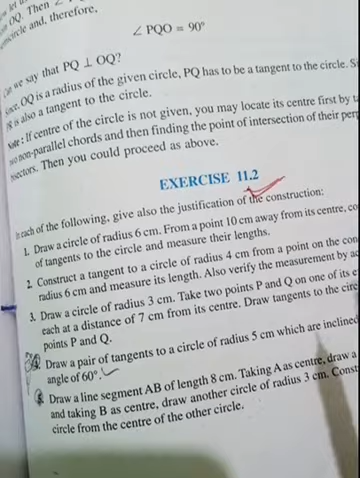 OQ. Then ∠
circle and, therefore,
∠ PQO = 90°
we say that PQ ⊥ OQ?
OQ is a radius of the given circle, PQ has to be a tangent to the circle.
is also a tangent to the circle.
Note : If centre of the circle is not given, you may locate its centre first by
non-parallel chords and then finding the point of intersection of their
Then you could proceed as above.
EXERCISE 11.2
In each of the following, give also the justification of the construction:
1. Draw a circle of radius 6 cm. From a point 10 cm away from its centre,
of tangents to the circle and measure their lengths.
2. Construct a tangent to a circle of radius 4 cm from a point on the
radius 6 cm and measure its length. Also verify the measurement by
3. Draw a circle of radius 3 cm. Take two points P and Q on one of its
each at a distance of 7 cm from its centre. Draw tangents to the
points P and Q.
Draw a pair of tangents to a circle of radius 5 cm which are inclined
angle of 60°.
Draw a line segment AB of length 8 cm. Taking A as centre, draw a
and taking B as centre, draw another circle of radius 3 cm.
circle from the centre of the other circle.